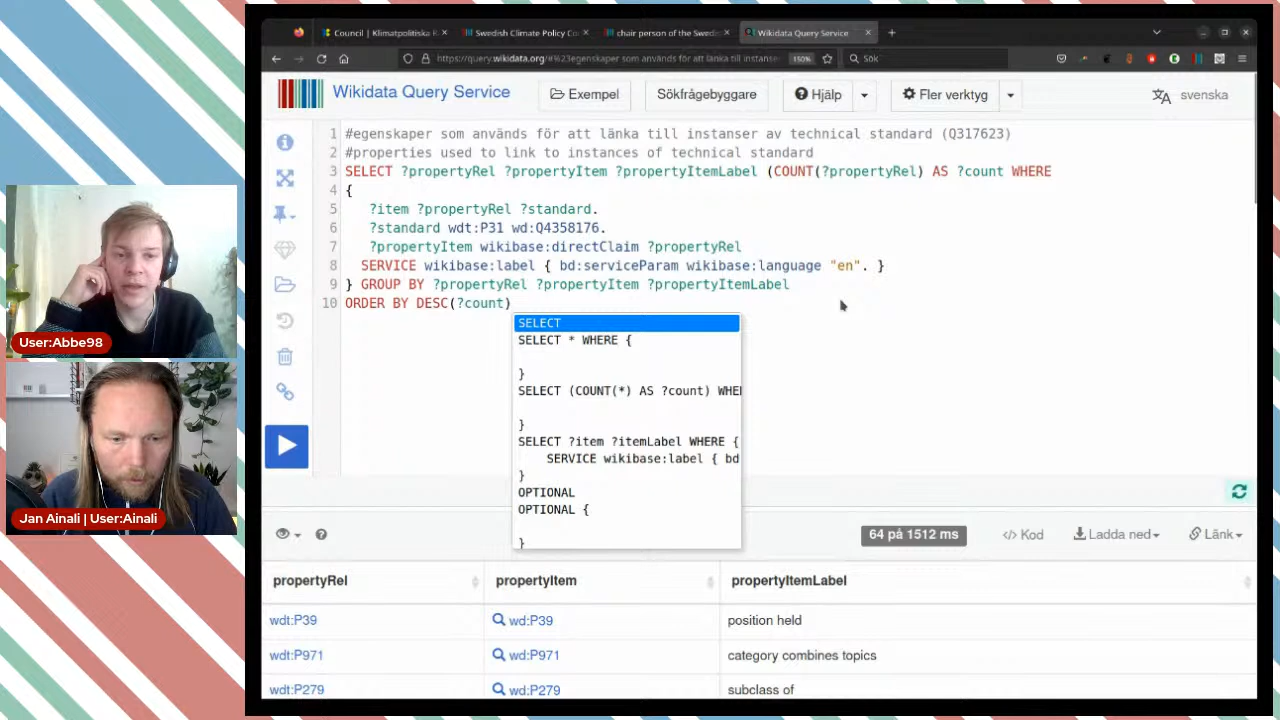 Council | Klimatpolitiska R
Swedish Climate Policy Co
chair person of the Swedi
Wikidata Query Service
https://query.wikidata.org/#%23egenskaper som används för att länka till instanse
150%
Sök
Wikidata Query Service
Exempel
Sökfrågebyggare
Hjälp
Fler verktyg
svenska
1 #egenskaper som används för att länka till instanser av technical standard (Q317623)
2 #properties used to link to instances of technical standard
3 SELECT ?propertyRel ?propertyItem ?propertyItemLabel (COUNT(?propertyRel) AS ?count WHERE
4 {
5 ?item ?propertyRel ?standard.
6 ?standard wdt:P31 wd:Q4358176.
7 ?propertyItem wikibase:directClaim ?propertyRel
8 SERVICE wikibase:label { bd:serviceParam wikibase:language "en". }
9 } GROUP BY ?propertyRel ?propertyItem ?propertyItemLabel
10 ORDER BY DESC(?count)
SELECT
SELECT * WHERE {
}
SELECT (COUNT(*) AS ?count) WHE
}
SELECT ?item ?itemLabel WHERE {
SERVICE wikibase:label { bd
}
OPTIONAL
OPTIONAL {
}
64 på 1512 ms
</> Kod
Ladda ned
Länk
propertyRel propertyItem propertyItemLabel
wdt:P39 wd:P39 position held
wdt:P971 wd:P971 category combines topics
wdt:P279 wd:P279 subclass of
User:Abbe98
Jan Ainali | User:Ainali